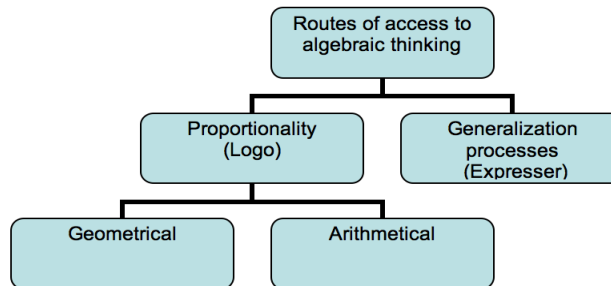 Routes of access to
algebraic thinking
Proportionality
(Logo)
Generalization
processes
(Expresser)
Geometrical
Arithmetical